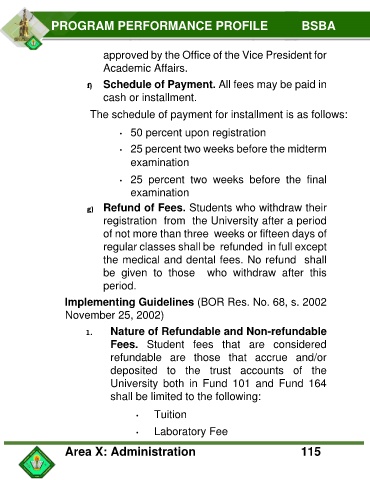 PROGRAM PERFORMANCE PROFILE BSBA
approved by the Office of the Vice President for
Academic Affairs.
f) Schedule of Payment. All fees may be paid in
cash or installment.
The schedule of payment for installment is as follows:
• 50 percent upon registration
• 25 percent two weeks before the midterm
examination
• 25 percent two weeks before the final
examination
g) Refund of Fees. Students who withdraw their
registration from the University after a period
of not more than three weeks or fifteen days of
regular classes shall be refunded in full except
the medical and dental fees. No refund shall
be given to those who withdraw after this
period.
Implementing Guidelines (BOR Res. No. 68, s. 2002
November 25, 2002)
1. Nature of Refundable and Non-refundable
Fees. Student fees that are considered
refundable are those that accrue and/or
deposited to the trust accounts of the
University both in Fund 101 and Fund 164
shall be limited to the following:
• Tuition
• Laboratory Fee
Area X: Administration 115